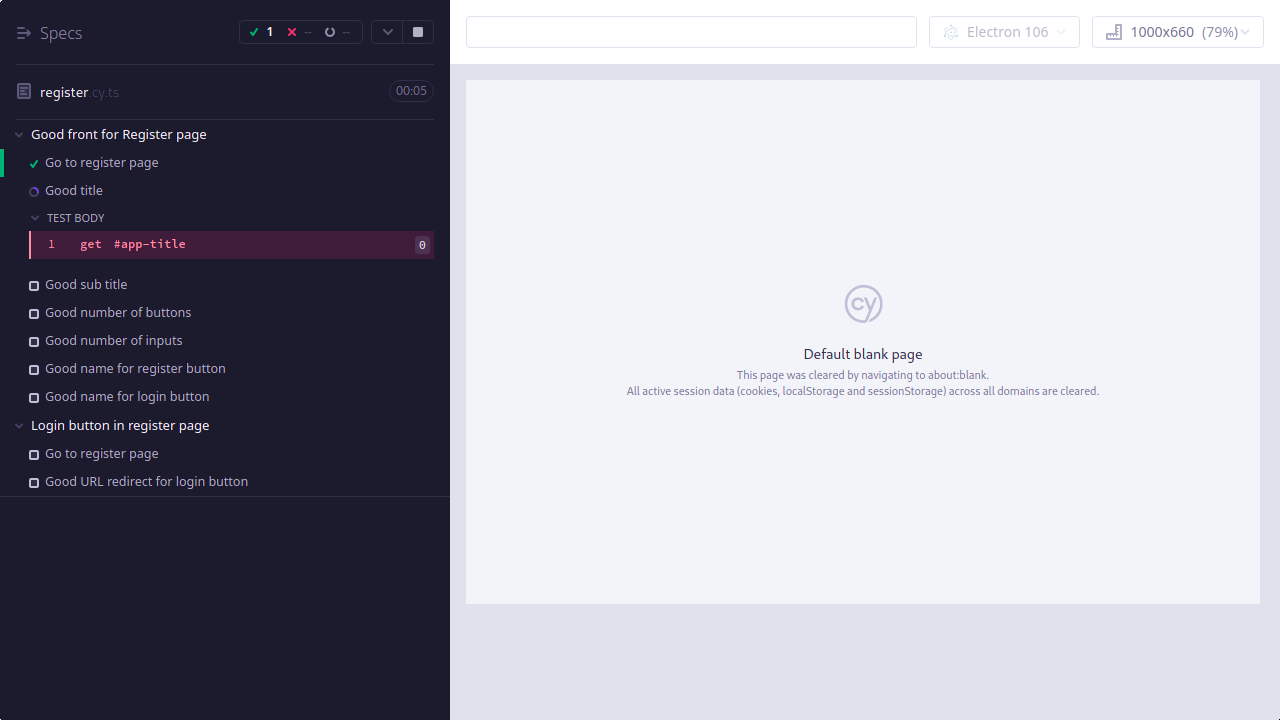 Specs
1
--
--
register.cy.ts
00:05
Good front for Register page
Go to register page
Good title
TEST BODY
1 get #app-title 0
Good sub title
Good number of buttons
Good number of inputs
Good name for register button
Good name for login button
Login button in register page
Go to register page
Good URL redirect for login button
Electron 106
1000x660 (79%)
cy
Default blank page
This page was cleared by navigating to about:blank.
All active session data (cookies, localStorage and sessionStorage) across all domains are cleared.